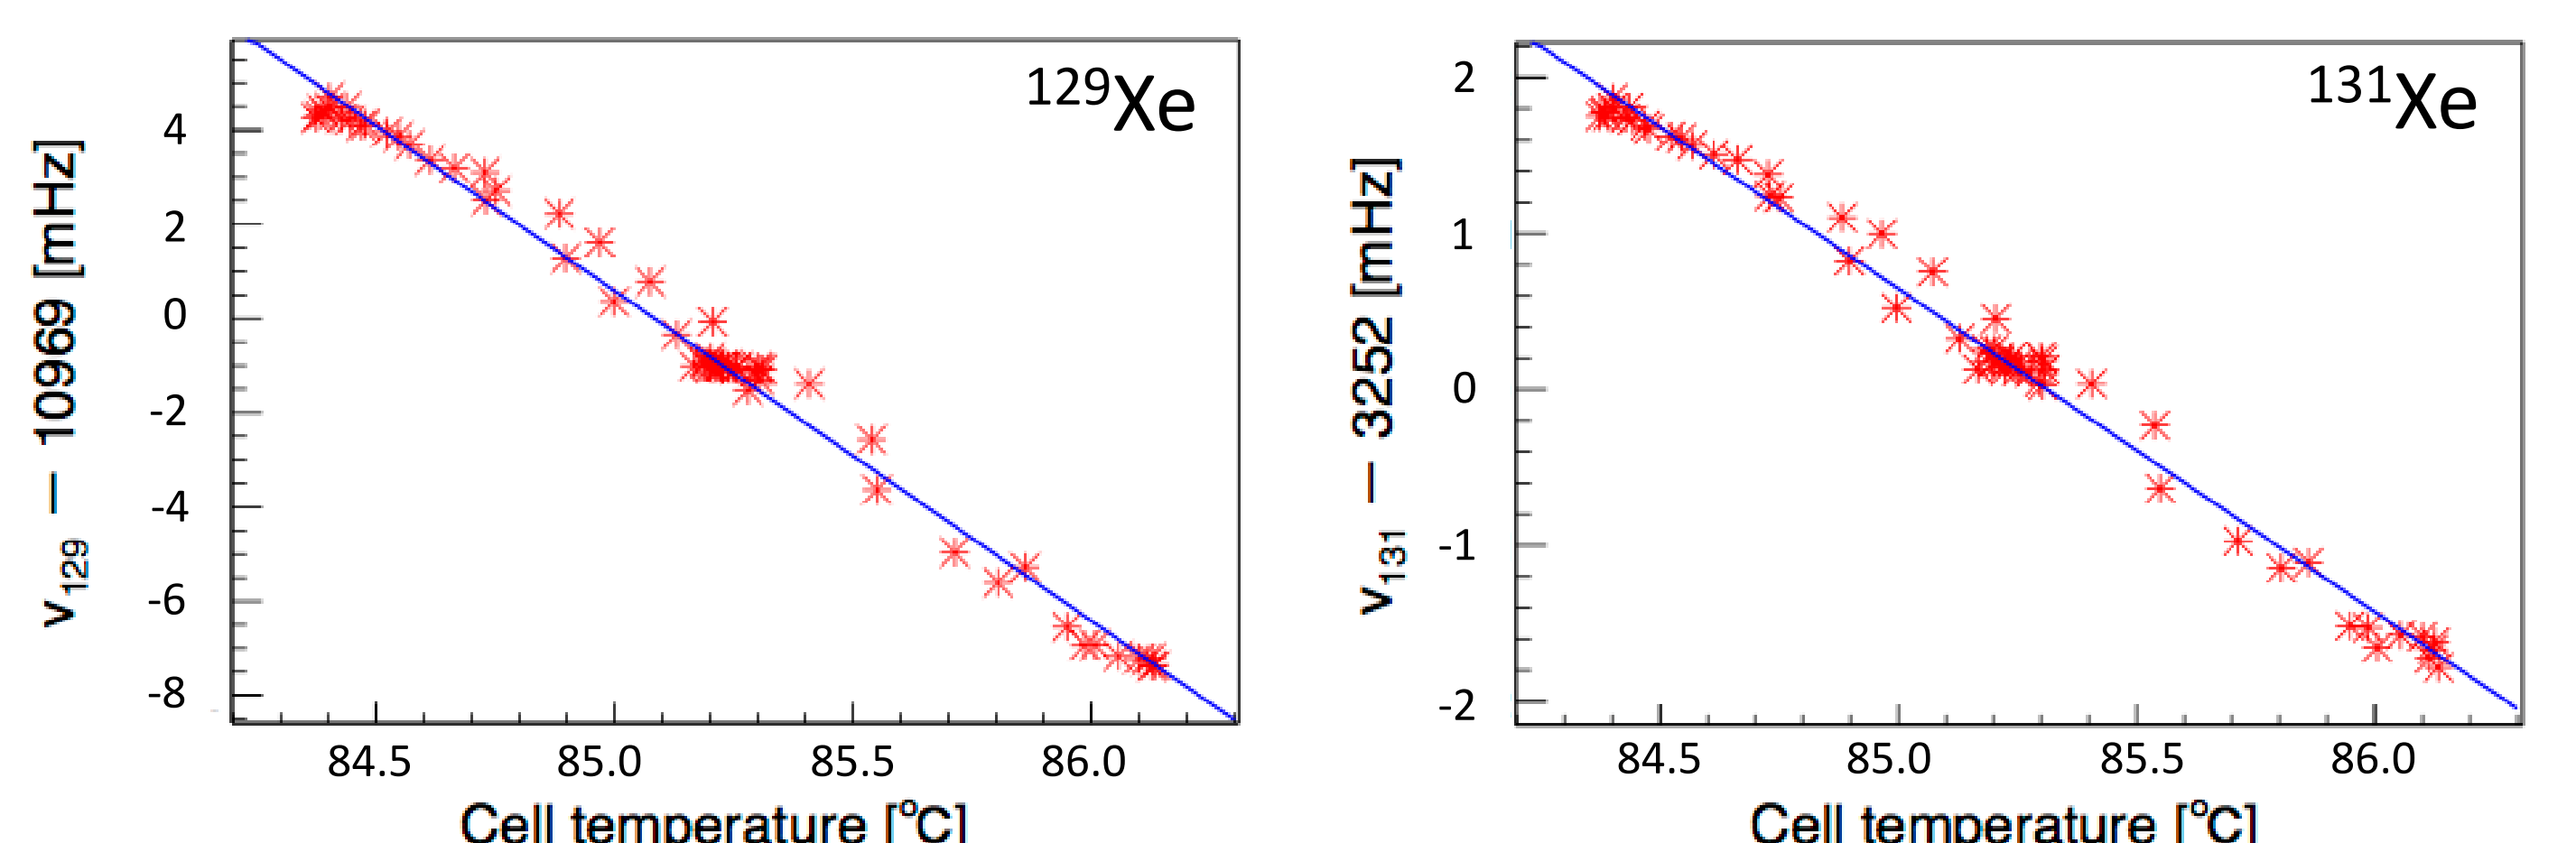 ¹²⁹Xe
4
2
0
-2
-4
-6
-8
v₁₂₉ — 10969 [mHz]
84.5 85.0 85.5 86.0
Cell temperature [°C]
¹³¹Xe
2
1
0
-1
-2
v₁₃₁ — 3252 [mHz]
84.5 85.0 85.5 86.0
Cell temperature [°C]